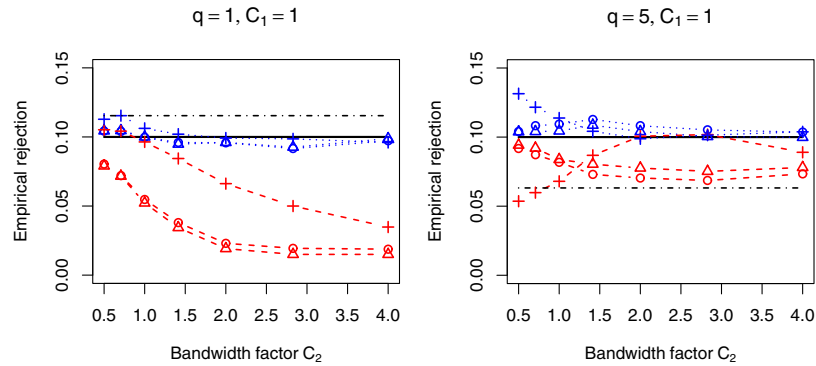 q = 1, C1 = 1
Empirical rejection
0.15
0.10
0.05
0.00
0.5 1.0 1.5 2.0 2.5 3.0 3.5 4.0
Bandwidth factor C2
q = 5, C1 = 1
Empirical rejection
0.15
0.10
0.05
0.00
0.5 1.0 1.5 2.0 2.5 3.0 3.5 4.0
Bandwidth factor C2